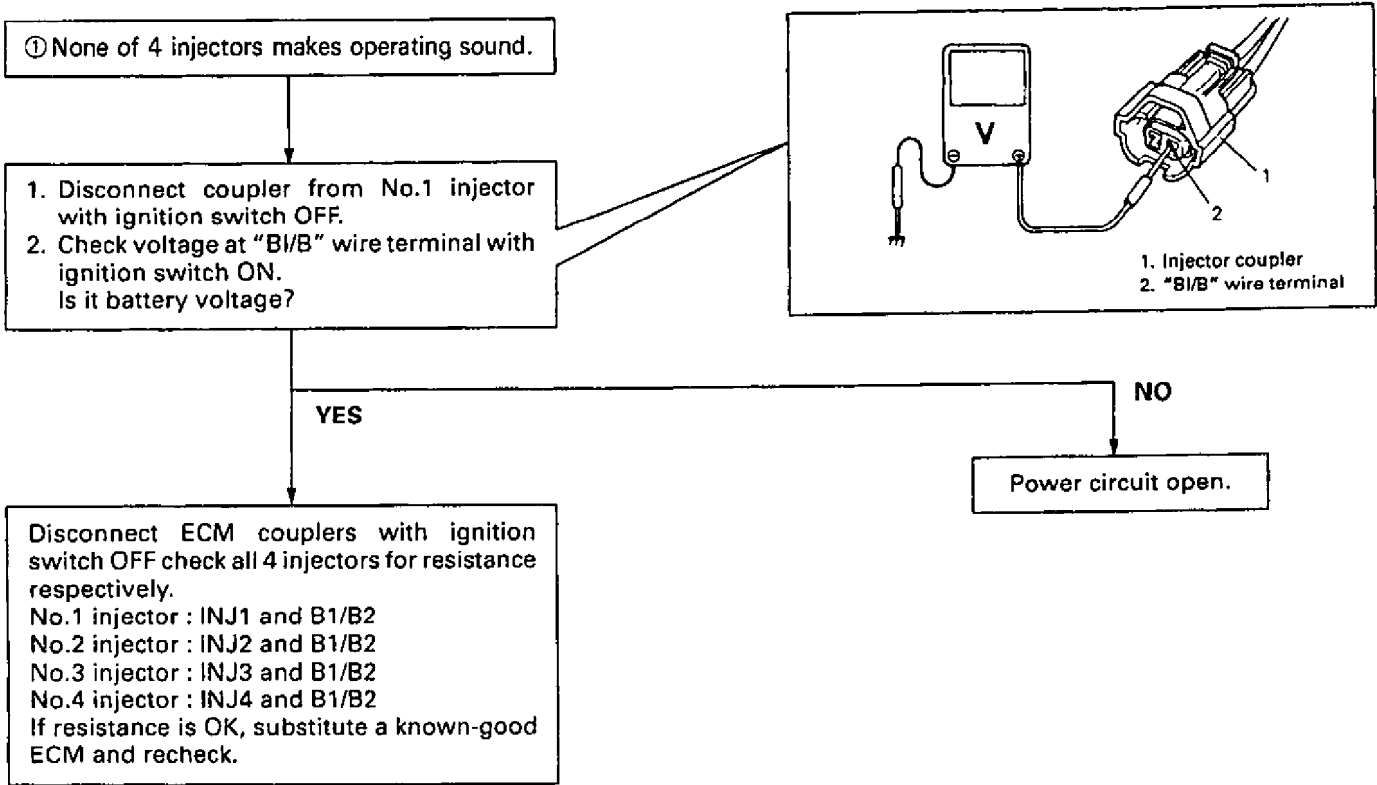 ① None of 4 injectors makes operating sound.
1. Disconnect coupler from No.1 injector
with ignition switch OFF.
2. Check voltage at "Bl/B" wire terminal with
ignition switch ON.
Is it battery voltage?
V
⊖ ⊕
1
2
1. Injector coupler
2. "Bl/B" wire terminal
YES
NO
Power circuit open.
Disconnect ECM couplers with ignition
switch OFF check all 4 injectors for resistance
respectively.
No.1 injector : INJ1 and B1/B2
No.2 injector : INJ2 and B1/B2
No.3 injector : INJ3 and B1/B2
No.4 injector : INJ4 and B1/B2
If resistance is OK, substitute a known-good
ECM and recheck.